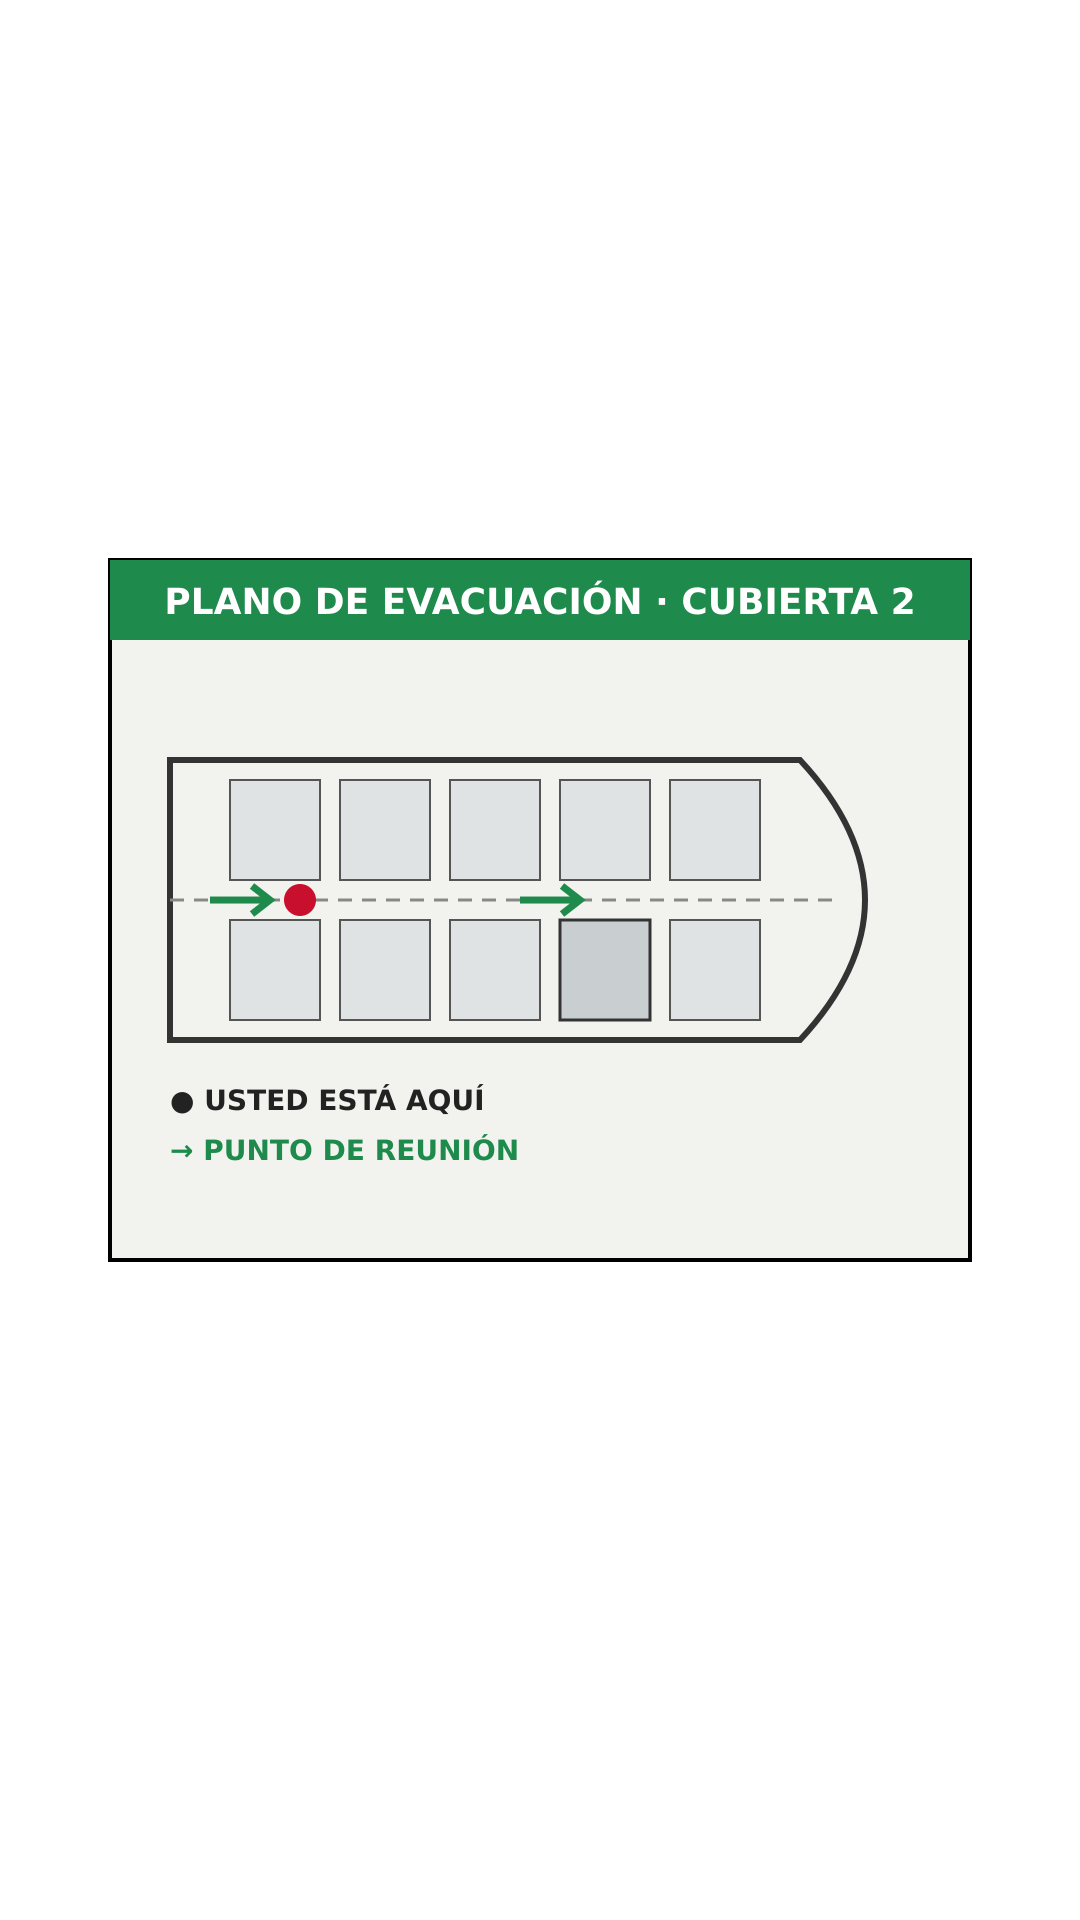 PLANO DE EVACUACIÓN · CUBIERTA 2
● USTED ESTÁ AQUÍ
→ PUNTO DE REUNIÓN